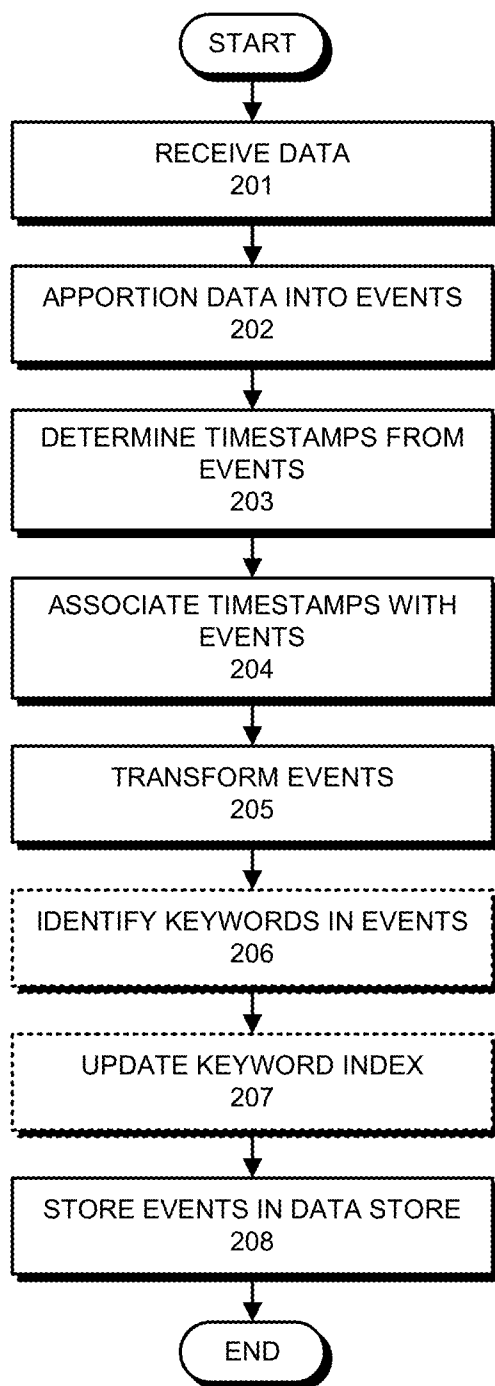 START
RECEIVE DATA
201
APPORTION DATA INTO EVENTS
202
DETERMINE TIMESTAMPS FROM
EVENTS
203
ASSOCIATE TIMESTAMPS WITH
EVENTS
204
TRANSFORM EVENTS
205
IDENTIFY KEYWORDS IN EVENTS
206
UPDATE KEYWORD INDEX
207
STORE EVENTS IN DATA STORE
208
END